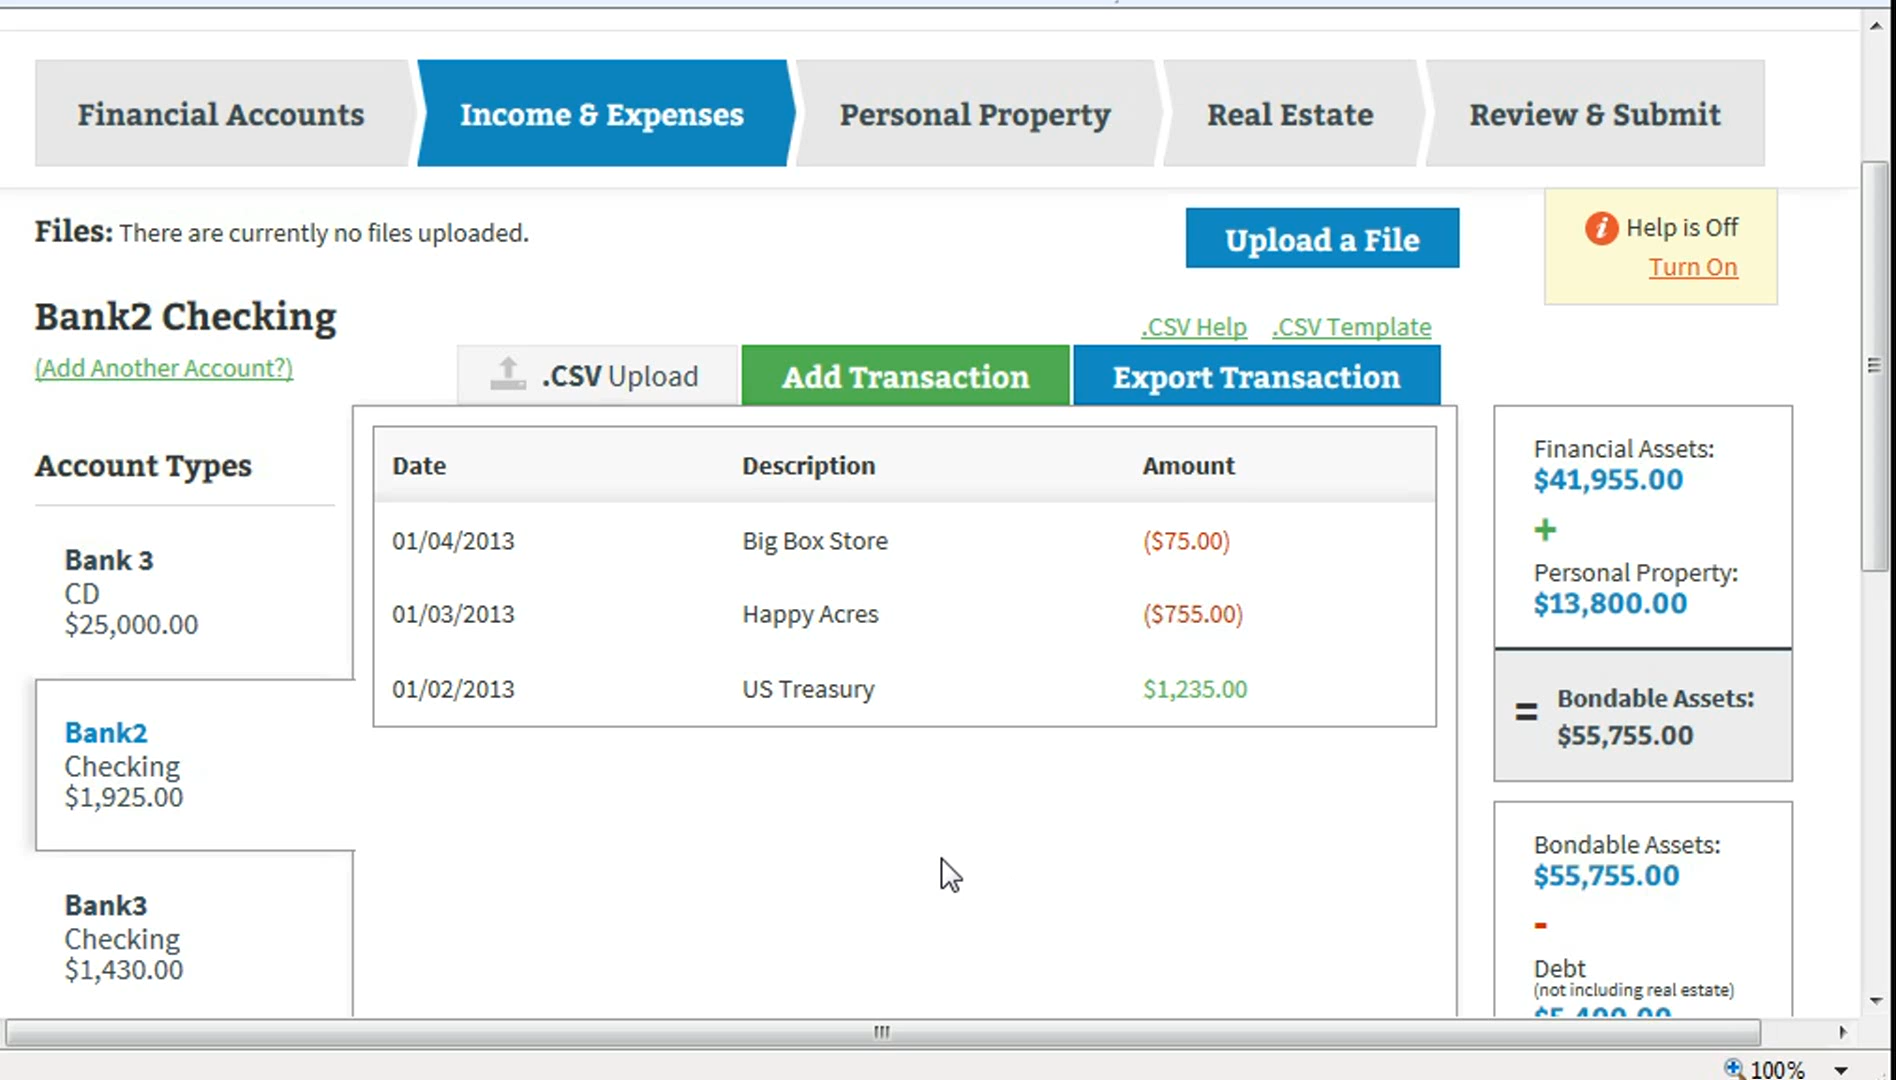 Financial Accounts
Income & Expenses
Personal Property
Real Estate
Review & Submit
Files: There are currently no files uploaded.
Upload a File
i Help is Off
Turn On
Bank2 Checking
(Add Another Account?)
.CSV Help
.CSV Template
.CSV Upload
Add Transaction
Export Transaction
Account Types
Bank 3
CD
$25,000.00
Bank2
Checking
$1,925.00
Bank3
Checking
$1,430.00
Date Description Amount
01/04/2013 Big Box Store ($75.00)
01/03/2013 Happy Acres ($755.00)
01/02/2013 US Treasury $1,235.00
Financial Assets:
$41,955.00
+
Personal Property:
$13,800.00
= Bondable Assets:
$55,755.00
Bondable Assets:
$55,755.00
-
Debt
(not including real estate)
100%